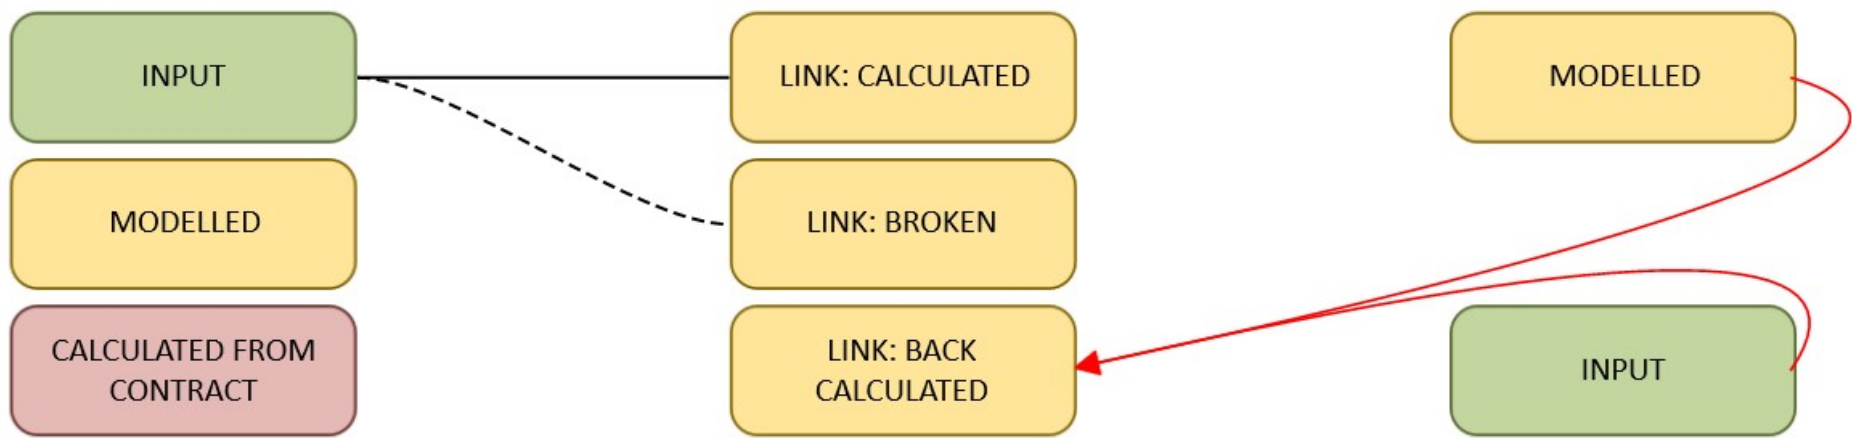 INPUT
LINK: CALCULATED
MODELLED
MODELLED
LINK: BROKEN
CALCULATED FROM
CONTRACT
LINK: BACK
CALCULATED
INPUT